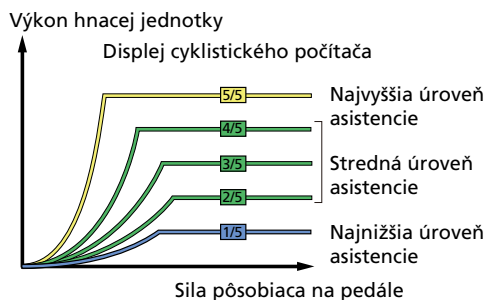 Výkon hnacej jednotky
Displej cyklistického počítača
5/5
Najvyššia úroveň
asistencie
4/5
3/5
Stredná úroveň
asistencie
2/5
1/5
Najnižšia úroveň
asistencie
Sila pôsobiaca na pedále